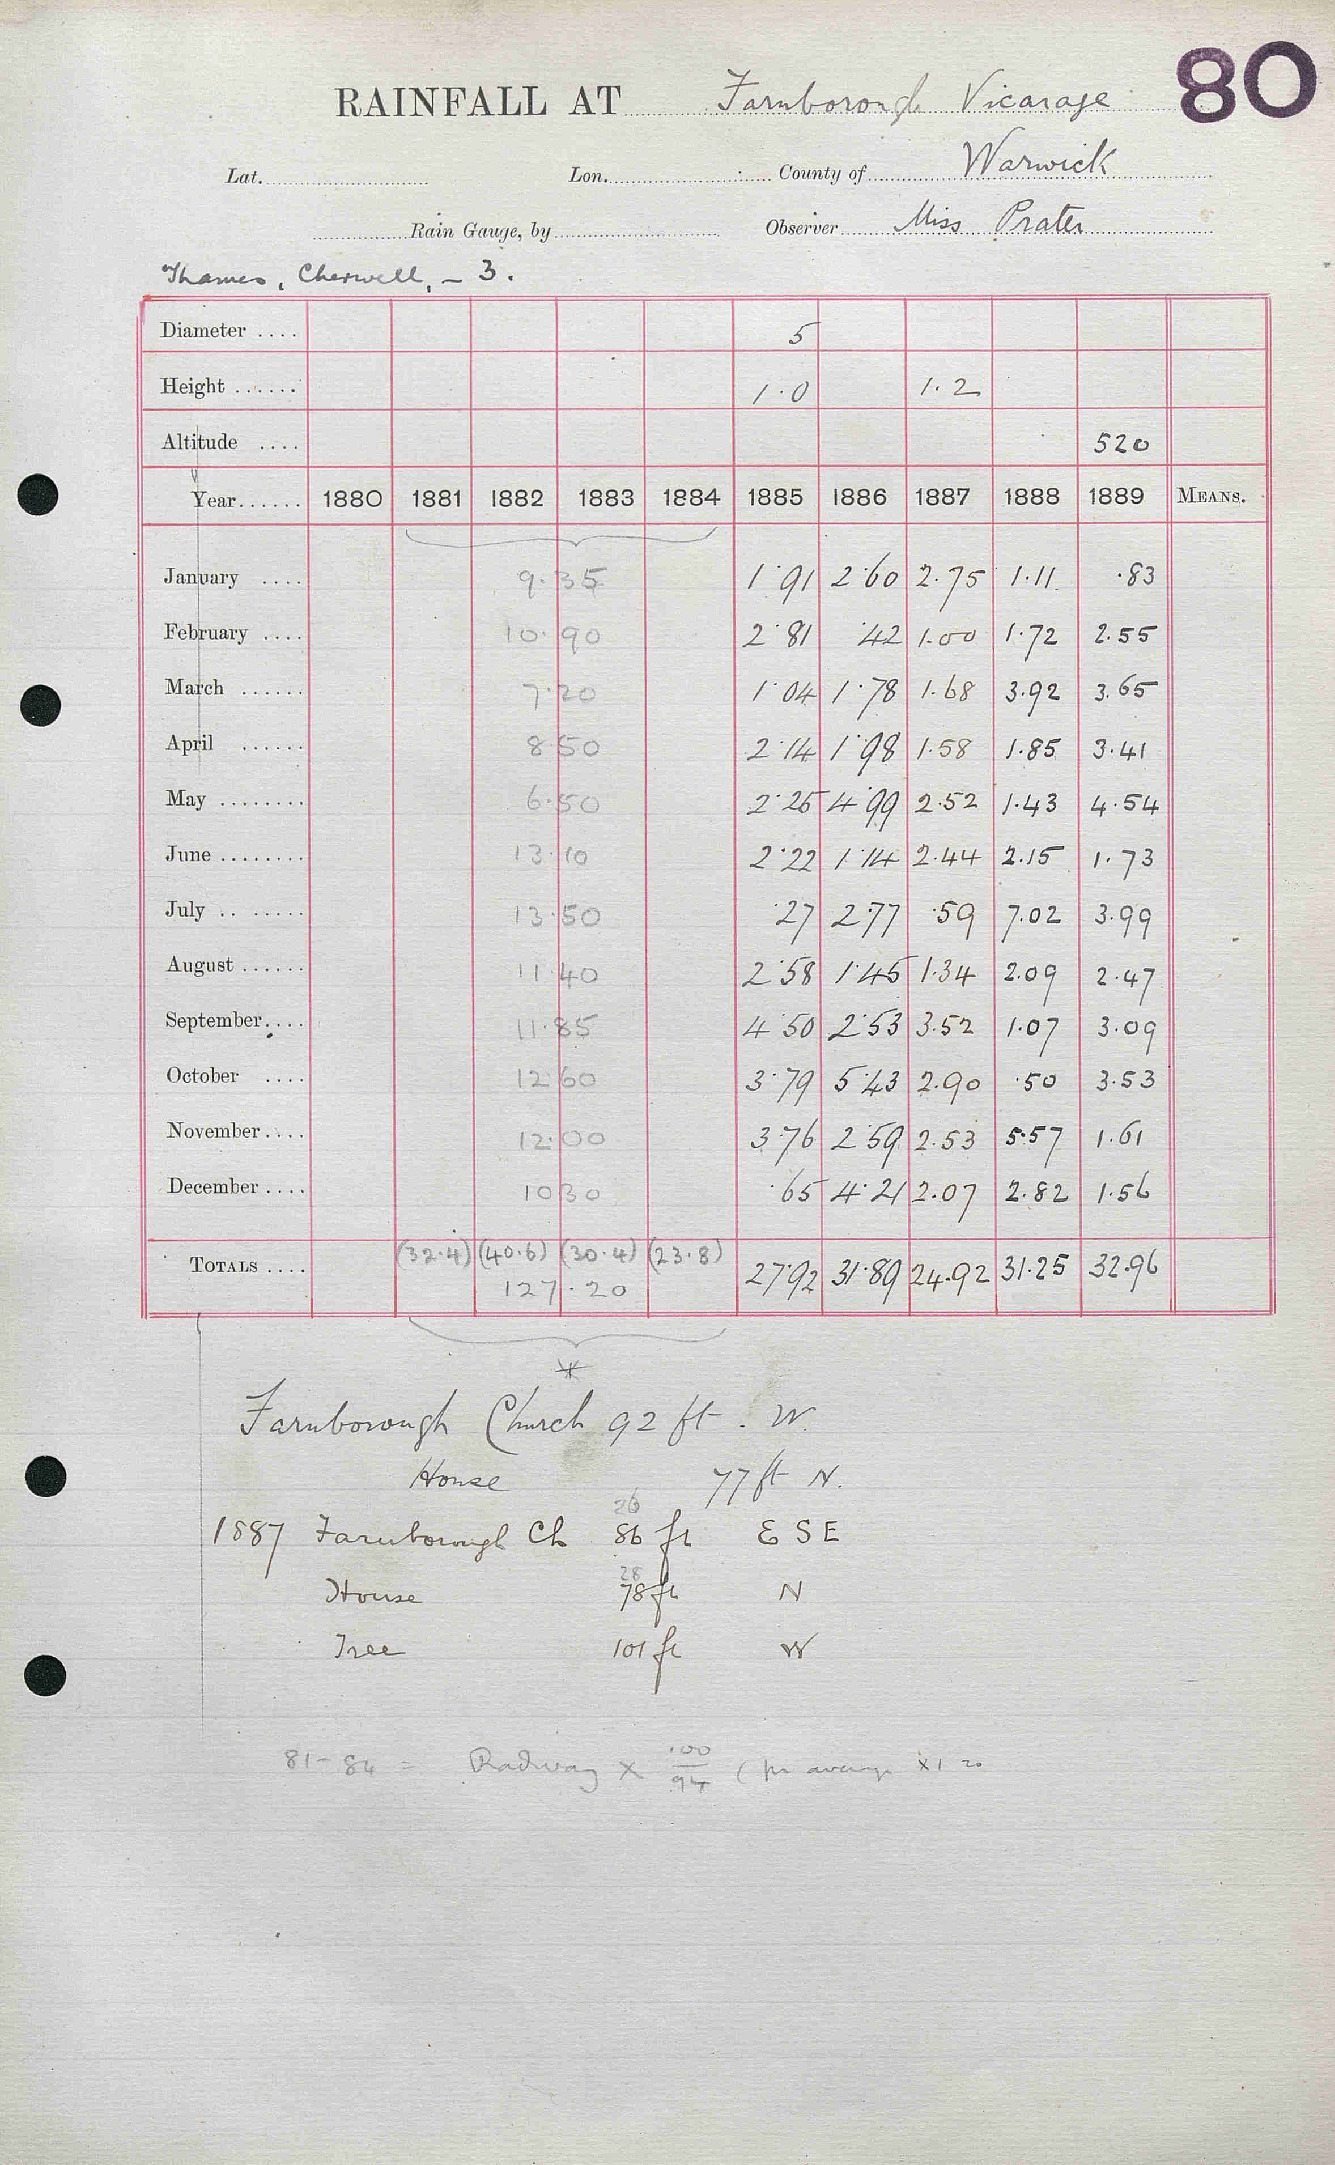 80
RAINFALL AT Farnborough Vicarage
Lat. Lon. County of Warwick
Rain Gauge, by Observer Miss Prater
Thames, Cherwell, – 3.
Diameter .... 5
Height ...... 1.0 1.2
Altitude .... 520
Year...... 1880 1881 1882 1883 1884 1885 1886 1887 1888 1889 MEANS.
January .... 9.35 1.91 2.60 2.75 1.11 .83
February .... 10.90 2.81 .42 1.00 1.72 2.55
March ...... 7.20 1.04 1.78 1.68 3.92 3.65
April ...... 8.50 2.14 1.98 1.58 1.85 3.41
May ........ 6.50 2.25 4.99 2.52 1.43 4.54
June ........ 13.10 2.22 1.14 2.44 2.15 1.73
July .. ...... 13.50 .27 2.77 .59 7.02 3.99
August ...... 11.40 2.58 1.45 1.34 2.09 2.47
September.... 11.85 4.50 2.53 3.52 1.07 3.09
October .... 12.60 3.79 5.43 2.90 .50 3.53
November.... 12.00 3.76 2.59 2.53 5.57 1.61
December.... 10.30 .65 4.21 2.07 2.82 1.56
(32.4) (40.6) (30.4) (23.8)
TOTALS .... 127.20 27.92 31.89 24.92 31.25 32.96
Farnborough Church 92 ft. W.
House 77 ft N.
26
1887 Farnborough Ch 86 ft E S E
28
House 78 ft N
Tree 101 ft W
81–84 = Radway × 100/94 ( average ×1.20